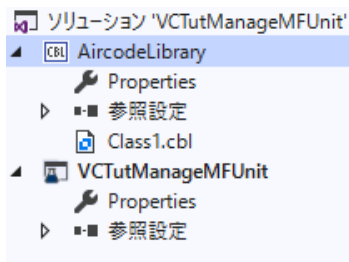 ソリューション 'VCTutManageMFUnit'
CBL AircodeLibrary
Properties
参照設定
Class1.cbl
VCTutManageMFUnit
Properties
参照設定